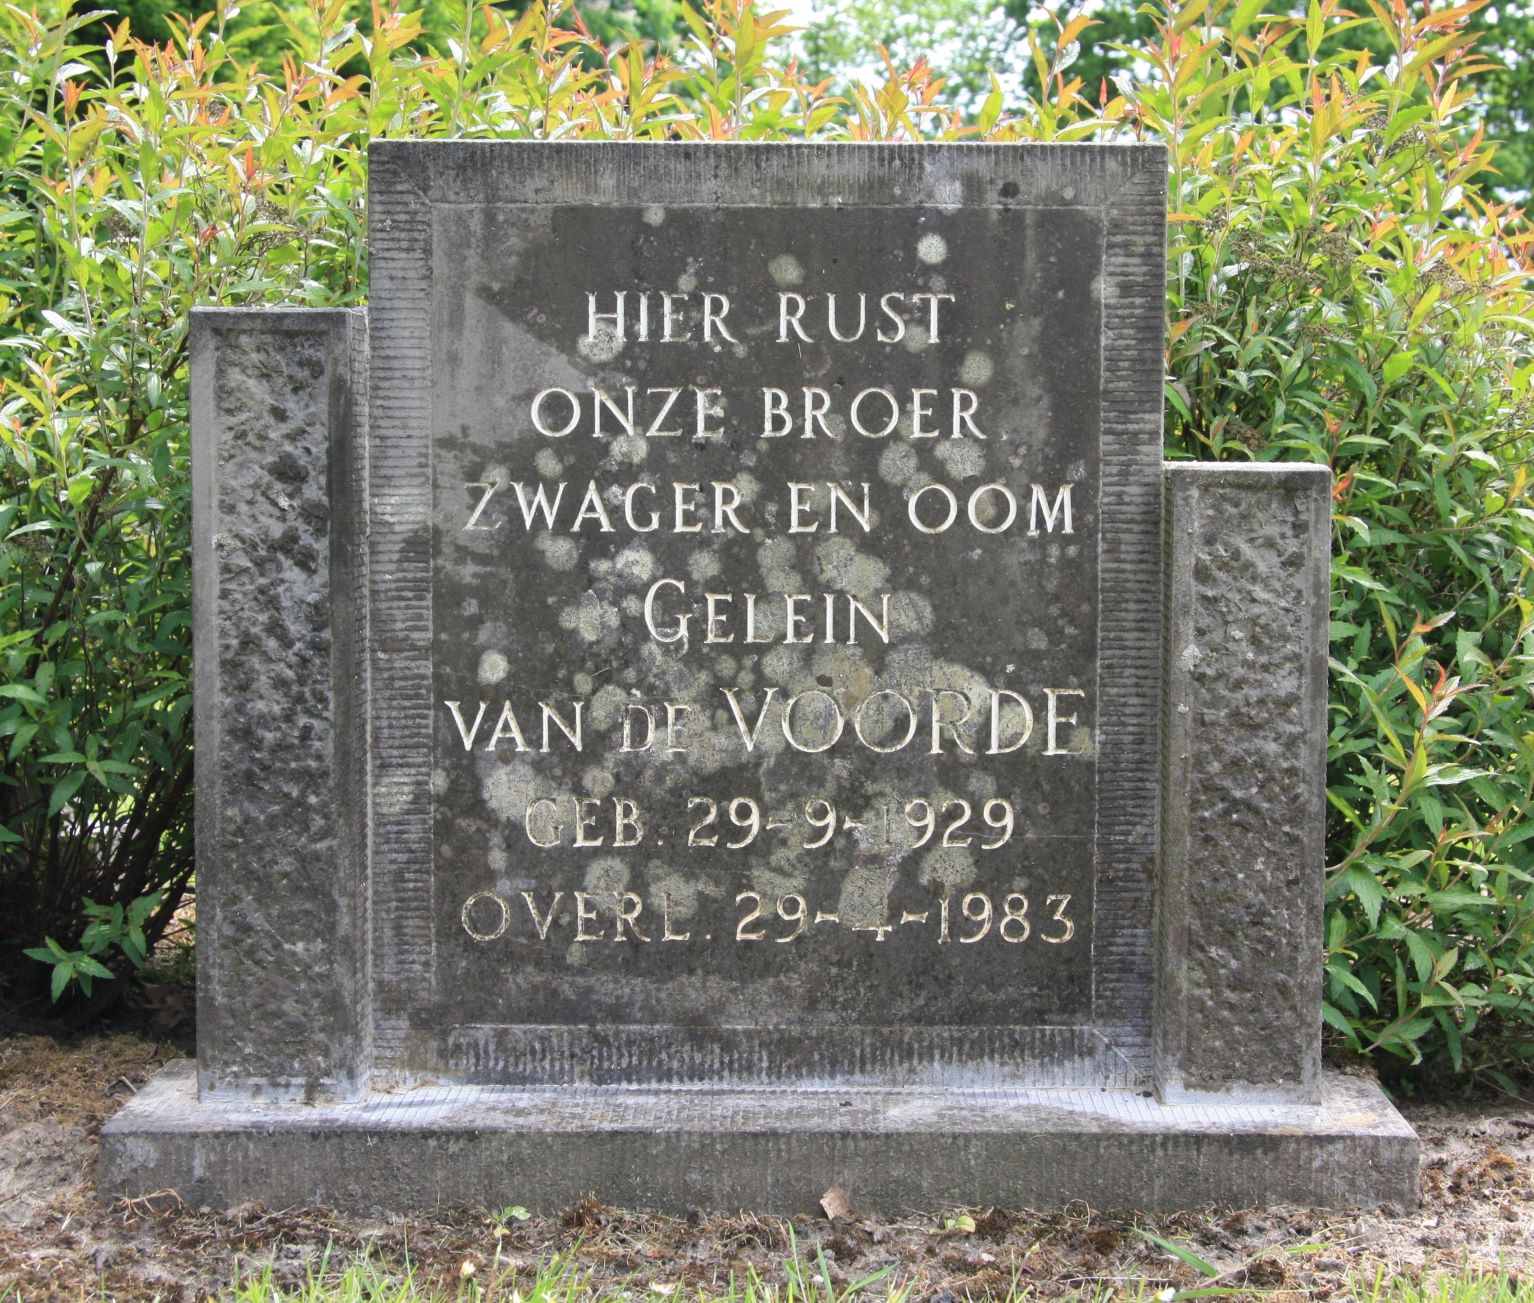 HIER RUST
ONZE BROER
ZWAGER EN OOM
GELEIN
VAN DE VOORDE
GEB. 29-9-1929
OVERL. 29-4-1983